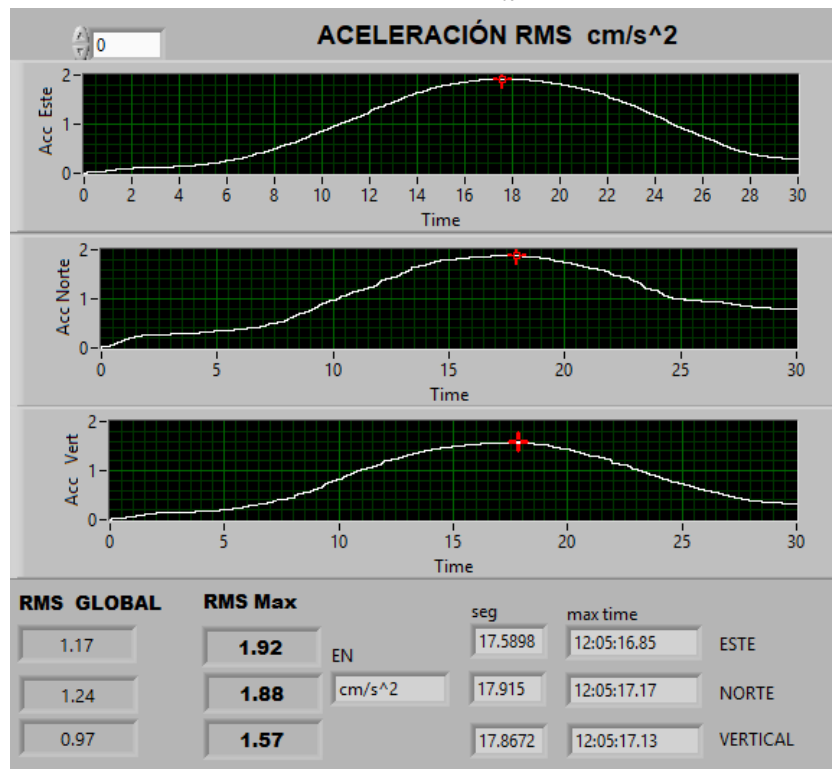 0
ACELERACIÓN RMS cm/s^2
Acc Este
2
1
0
0 2 4 6 8 10 12 14 16 18 20 22 24 26 28 30
Time
Acc Norte
2
1
0
0 5 10 15 20 25 30
Time
Acc Vert
2
1
0
0 5 10 15 20 25 30
Time
RMS GLOBAL RMS Max seg max time
1.17 1.92 EN 17.5898 12:05:16.85 ESTE
1.24 1.88 cm/s^2 17.915 12:05:17.17 NORTE
0.97 1.57 17.8672 12:05:17.13 VERTICAL